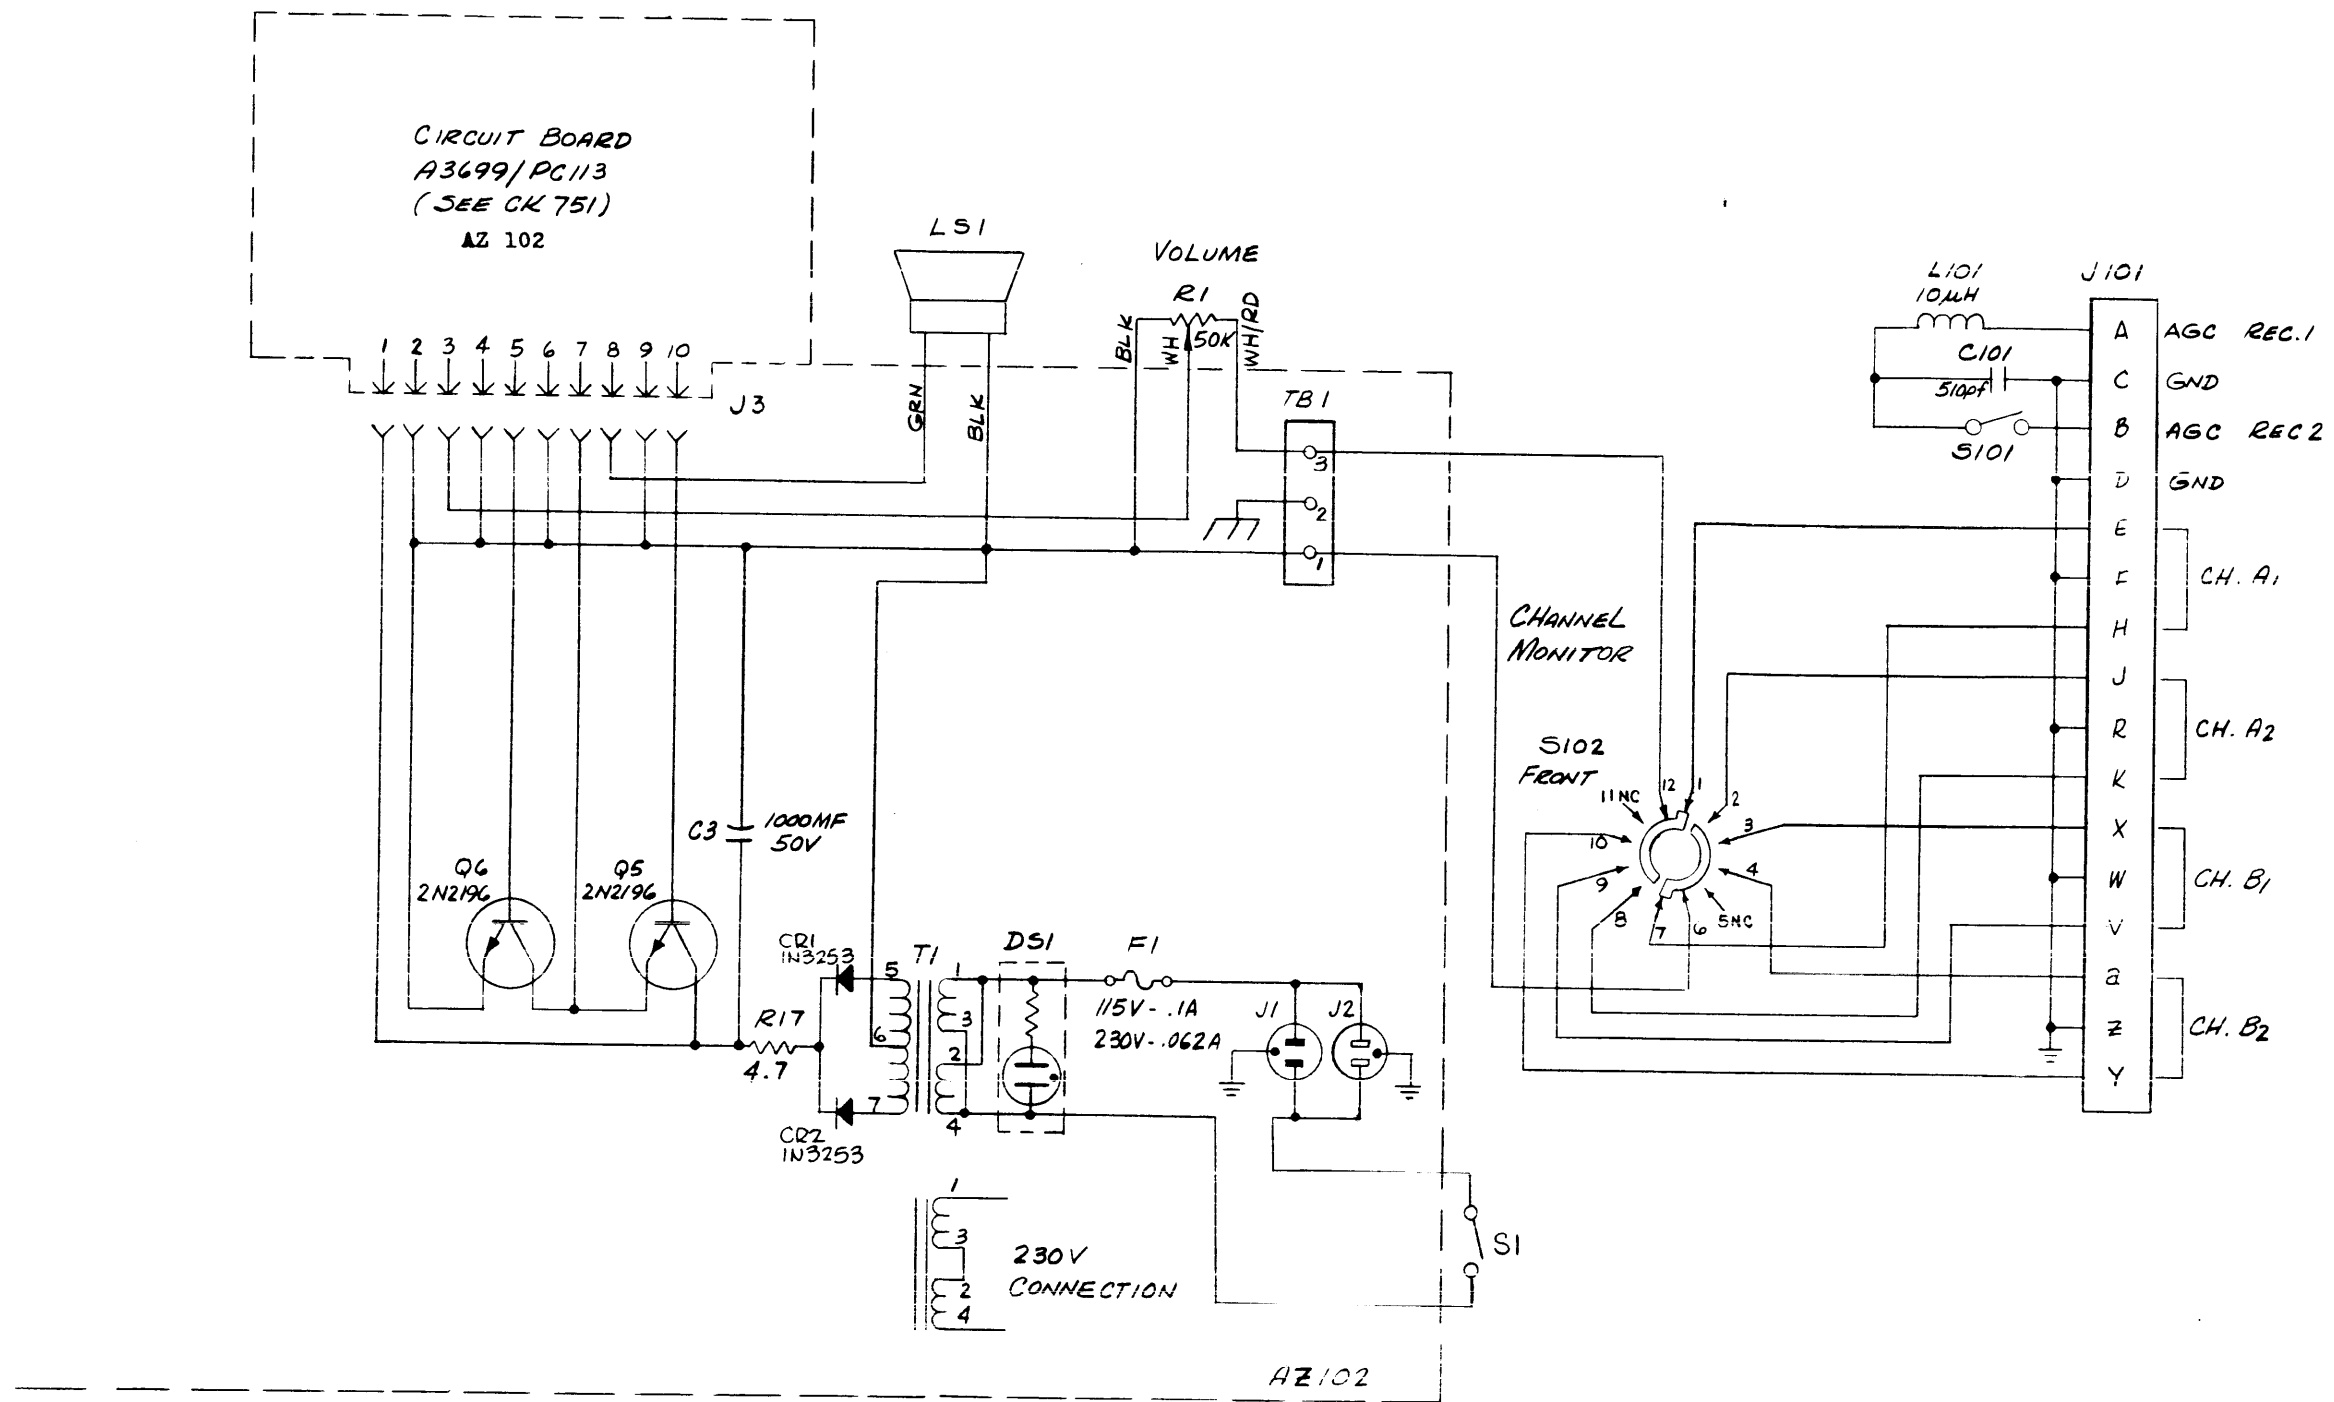 CIRCUIT BOARD
A3699/PC113
(SEE CK 751)
AZ 102
1 2 3 4 5 6 7 8 9 10
J3
LS1
GRN
BLK
VOLUME
R1
50K
BLK
WH
WH/RD
TB1
3
2
1
L101
10μH
C101
510pf
S101
J101
A AGC REC.1
C GND
B AGC REC 2
D GND
E
F CH. A1
H
J
R CH. A2
K
X
W CH. B1
V
a
Z CH. B2
Y
CHANNEL
MONITOR
S102
FRONT
11NC
12
1
2
3
4
5NC
6
7
8
9
10
C3
1000MF
50V
Q6
2N2196
Q5
2N2196
CR1
1N3253
R17
4.7
CR2
1N3253
T1
5
6
7
1
3
2
4
DS1
F1
115V-.1A
230V-.062A
J1
J2
S1
1
3
2
4
230V
CONNECTION
AZ102